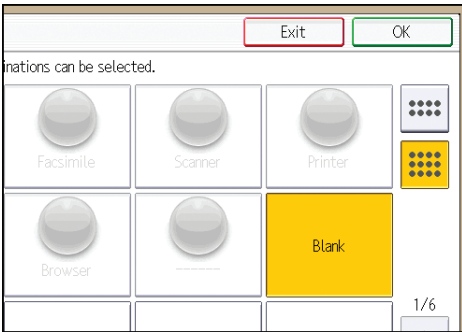 Exit OK
inations can be selected.
Facsimile Scanner Printer
Browser -------- Blank
1/6